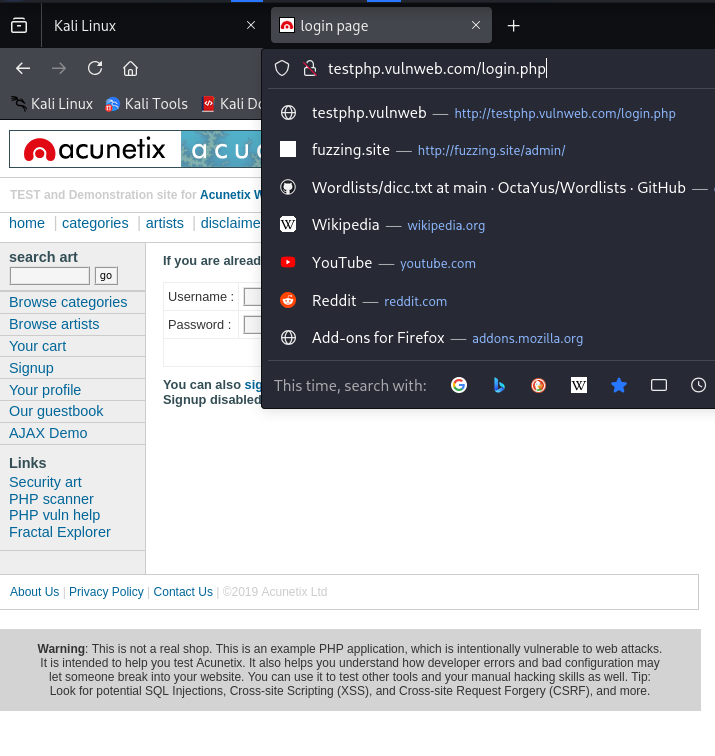 Kali Linux
login page
testphp.vulnweb.com/login.php
Kali Linux Kali Tools Kali
testphp.vulnweb — http://testphp.vulnweb.com/login.php
fuzzing.site — http://fuzzing.site/admin/
Wordlists/dicc.txt at main · OctaYus/Wordlists · GitHub —
Wikipedia — wikipedia.org
YouTube — youtube.com
Reddit — reddit.com
Add-ons for Firefox — addons.mozilla.org
This time, search with:
acunetix acu
TEST and Demonstration site for Acunetix W
home | categories | artists | disclaime
search art
go
Browse categories
Browse artists
Your cart
Signup
Your profile
Our guestbook
AJAX Demo
Links
Security art
PHP scanner
PHP vuln help
Fractal Explorer
If you are alread
Username :
Password :
You can also sig
Signup disabled
About Us | Privacy Policy | Contact Us | ©2019 Acunetix Ltd
Warning: This is not a real shop. This is an example PHP application, which is intentionally vulnerable to web attacks.
It is intended to help you test Acunetix. It also helps you understand how developer errors and bad configuration may
let someone break into your website. You can use it to test other tools and your manual hacking skills as well. Tip:
Look for potential SQL Injections, Cross-site Scripting (XSS), and Cross-site Request Forgery (CSRF), and more.